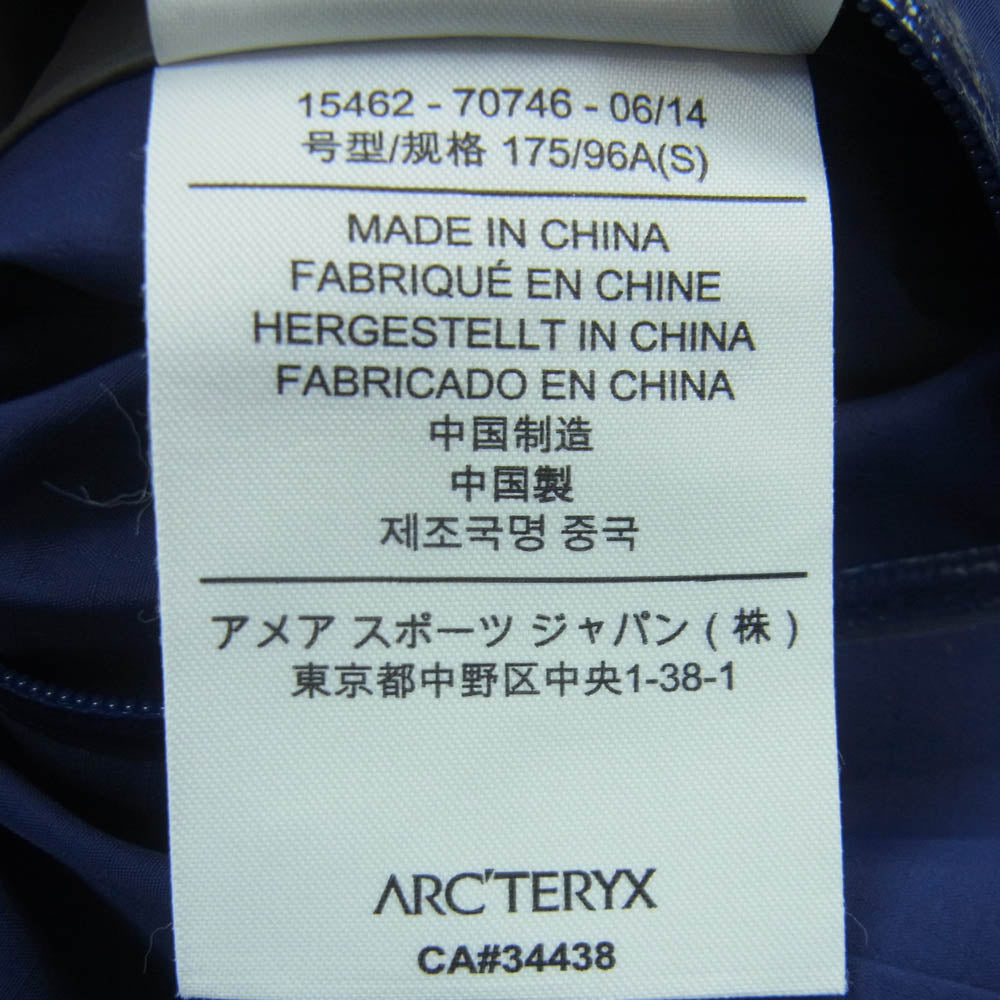 15462 - 70746 - 06/14
号型/规格 175/96A(S)
MADE IN CHINA
FABRIQUÉ EN CHINE
HERGESTELLT IN CHINA
FABRICADO EN CHINA
中国制造
中国製
제조국명 중국
アメア スポーツ ジャパン ( 株 )
東京都中野区中央1-38-1
ARC'TERYX
CA#34438